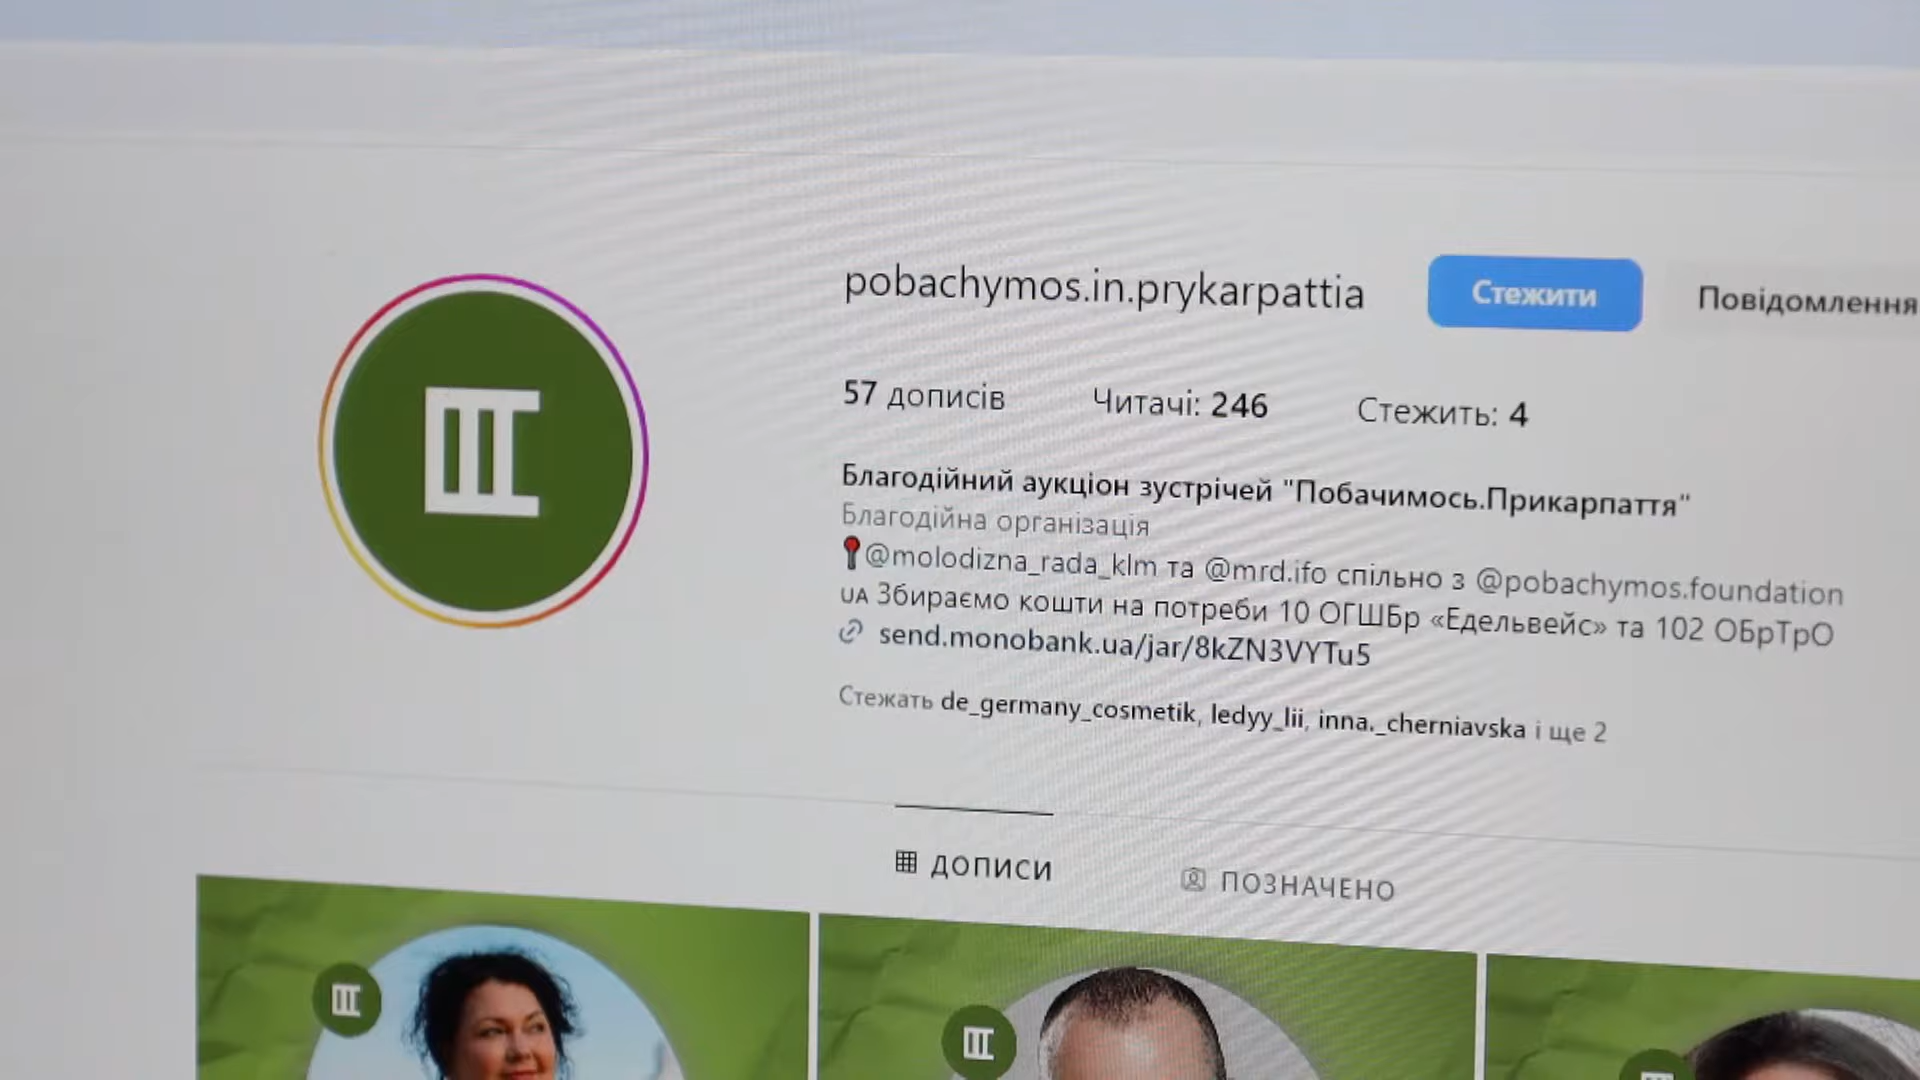 pobachymos.in.prykarpattia Стежити Повідомлення
57 дописів Читачі: 246 Стежить: 4
Благодійний аукціон зустрічей "Побачимось.Прикарпаття"
Благодійна організація
@molodizna_rada_klm та @mrd.ifo спільно з @pobachymos.foundation
UA Збираємо кошти на потреби 10 ОГШБр «Едельвейс» та 102 ОБрТрО
send.monobank.ua/jar/8kZN3VYTu5
Стежать de_germany_cosmetik, ledyy_lii, inna._cherniavska і ще 2
ДОПИСИ ПОЗНАЧЕНО